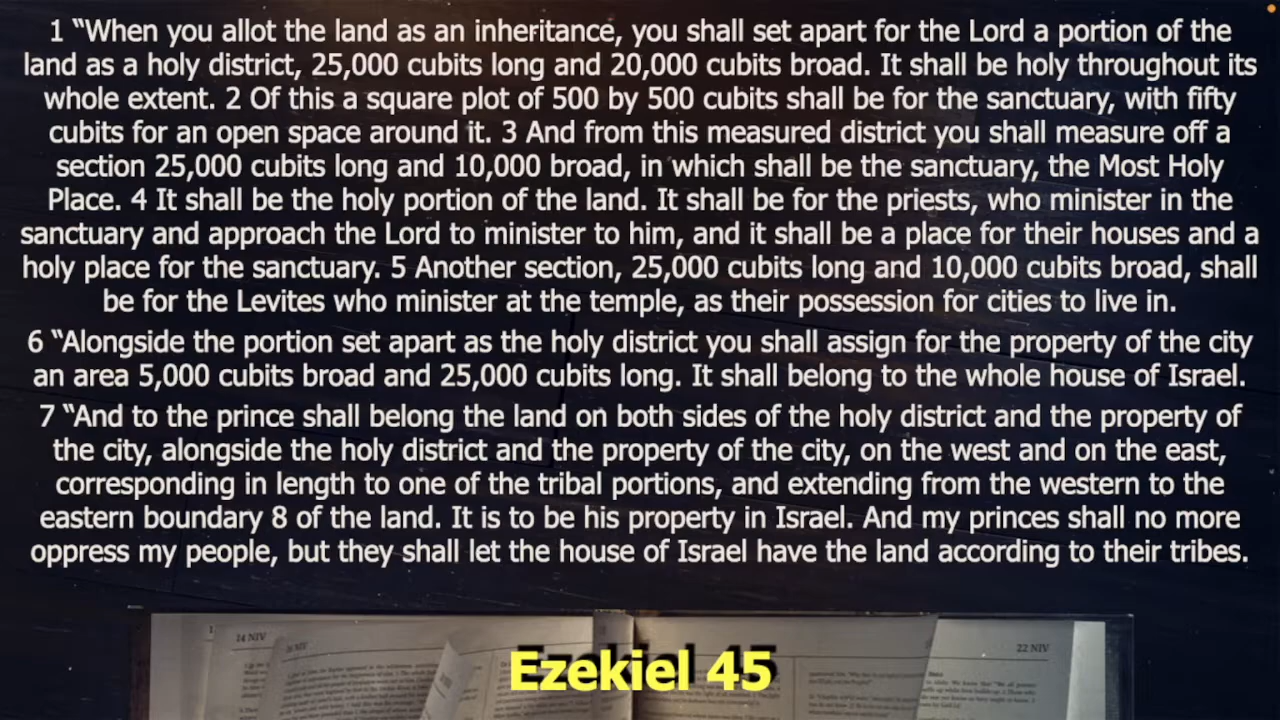 1 “When you allot the land as an inheritance, you shall set apart for the Lord a portion of the
land as a holy district, 25,000 cubits long and 20,000 cubits broad. It shall be holy throughout its
whole extent. 2 Of this a square plot of 500 by 500 cubits shall be for the sanctuary, with fifty
cubits for an open space around it. 3 And from this measured district you shall measure off a
section 25,000 cubits long and 10,000 broad, in which shall be the sanctuary, the Most Holy
Place. 4 It shall be the holy portion of the land. It shall be for the priests, who minister in the
sanctuary and approach the Lord to minister to him, and it shall be a place for their houses and a
holy place for the sanctuary. 5 Another section, 25,000 cubits long and 10,000 cubits broad, shall
be for the Levites who minister at the temple, as their possession for cities to live in.
6 “Alongside the portion set apart as the holy district you shall assign for the property of the city
an area 5,000 cubits broad and 25,000 cubits long. It shall belong to the whole house of Israel.
7 “And to the prince shall belong the land on both sides of the holy district and the property of
the city, alongside the holy district and the property of the city, on the west and on the east,
corresponding in length to one of the tribal portions, and extending from the western to the
eastern boundary 8 of the land. It is to be his property in Israel. And my princes shall no more
oppress my people, but they shall let the house of Israel have the land according to their tribes.
14 NIV
22 NIV
Ezekiel 45